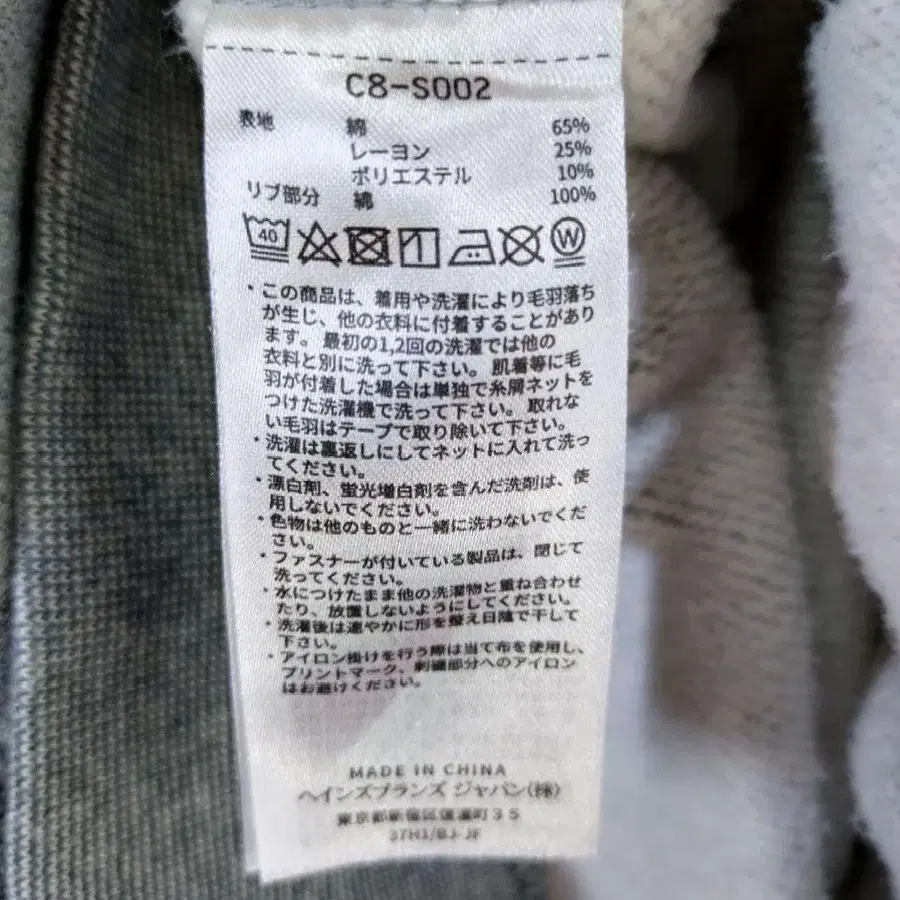 C8-S002
表地 綿 65%
レーヨン 25%
ポリエステル 10%
リブ部分 綿 100%
40 W
・この商品は、着用や洗濯により毛羽落ち
が生じ、他の衣料に付着することがあり
ます。最初の1,2回の洗濯では他の
衣料と別に洗って下さい。肌着等に毛
羽が付着した場合は単独で糸屑ネットを
つけた洗濯機で洗って下さい。取れな
い毛羽はテープで取り除いて下さい。
・洗濯は裏返しにしてネットに入れて洗っ
てください。
・漂白剤、蛍光増白剤を含んだ洗剤は、使
用しないでください。
・色物は他のものと一緒に洗わないでくだ
さい。
・ファスナーが付いている製品は、閉じて
洗ってください。
・水につけたまま他の洗濯物と重ね合わせ
たり、放置しないようにしてください。
・洗濯後は速やかに形を整え日陰で干して
下さい。
・アイロン掛けを行う際は当て布を使用し、
プリントマーク、刺繍部分へのアイロン
はお避けください。
MADE IN CHINA
ヘインズブランズ ジャパン(株)
東京都新宿区信濃町35
37H1/BJ-JF